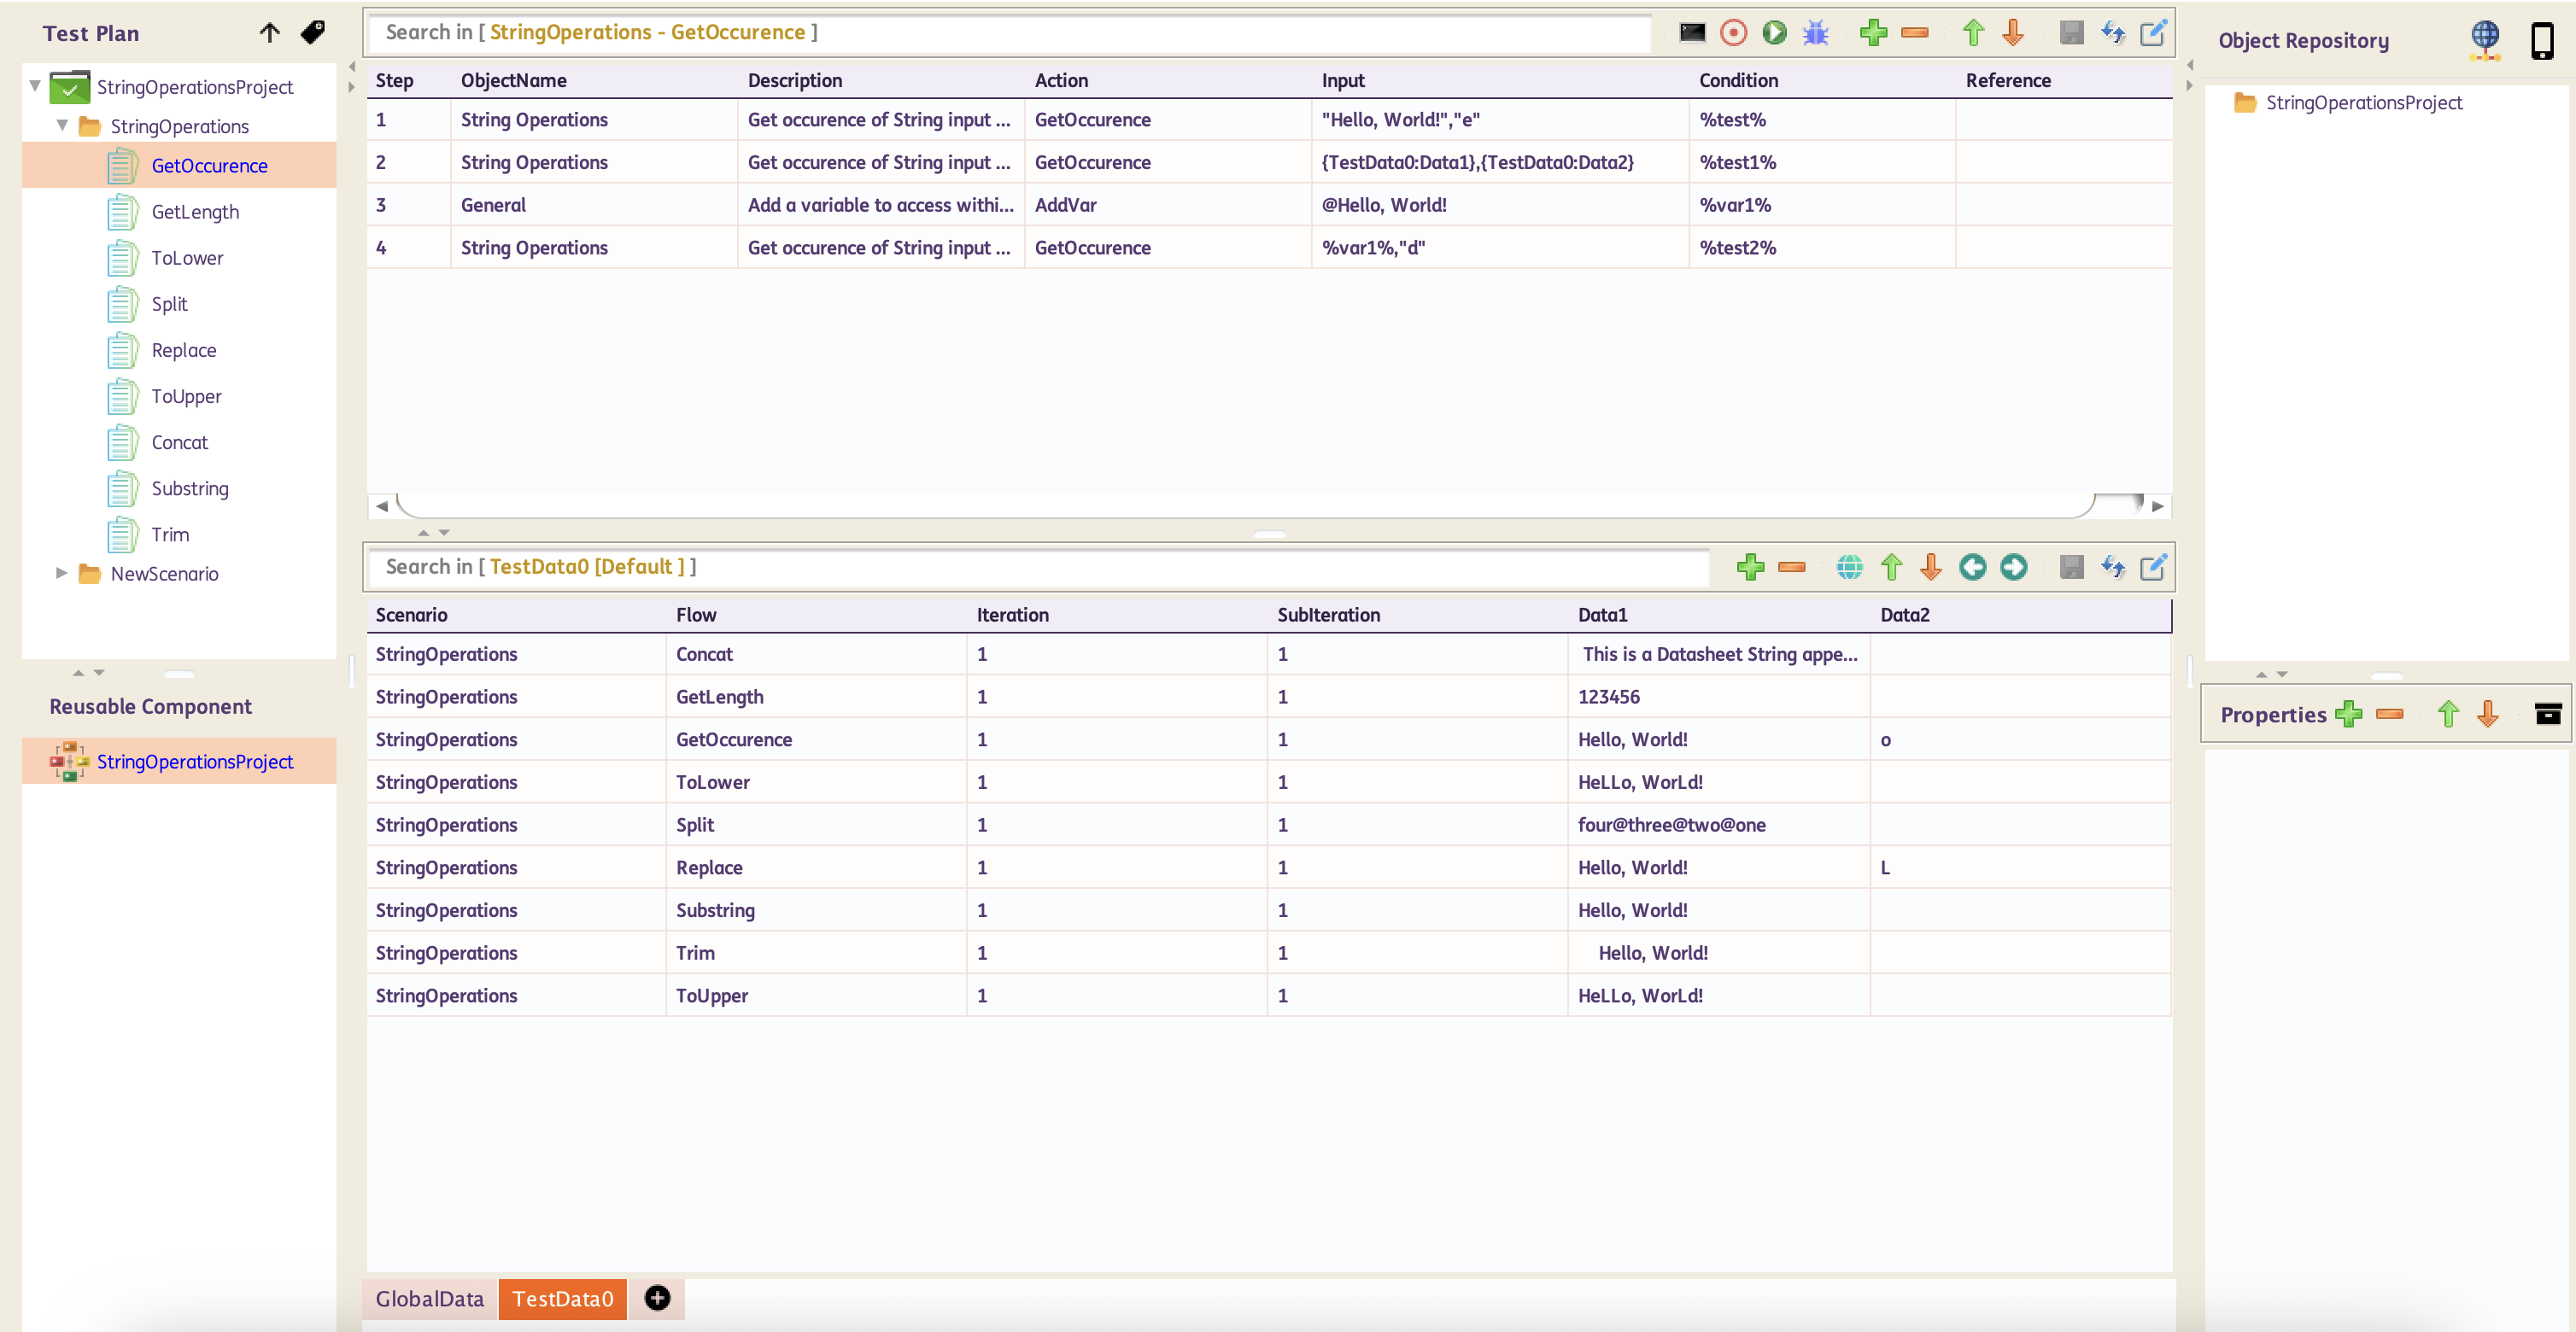 Test Plan
StringOperationsProject
StringOperations
GetOccurence
GetLength
ToLower
Split
Replace
ToUpper
Concat
Substring
Trim
NewScenario
Reusable Component
StringOperationsProject
Search in [ StringOperations - GetOccurence ]
Step ObjectName Description Action Input Condition Reference
1 String Operations Get occurence of String input ... GetOccurence "Hello, World!","e" %test%
2 String Operations Get occurence of String input ... GetOccurence {TestData0:Data1},{TestData0:Data2} %test1%
3 General Add a variable to access withi... AddVar @Hello, World! %var1%
4 String Operations Get occurence of String input ... GetOccurence %var1%,"d" %test2%
Search in [ TestData0 [Default ] ]
Scenario Flow Iteration SubIteration Data1 Data2
StringOperations Concat 1 1 This is a Datasheet String appe...
StringOperations GetLength 1 1 123456
StringOperations GetOccurence 1 1 Hello, World! o
StringOperations ToLower 1 1 HeLLo, WorLd!
StringOperations Split 1 1 four@three@two@one
StringOperations Replace 1 1 Hello, World! L
StringOperations Substring 1 1 Hello, World!
StringOperations Trim 1 1 Hello, World!
StringOperations ToUpper 1 1 HeLLo, WorLd!
GlobalData TestData0
Object Repository
StringOperationsProject
Properties